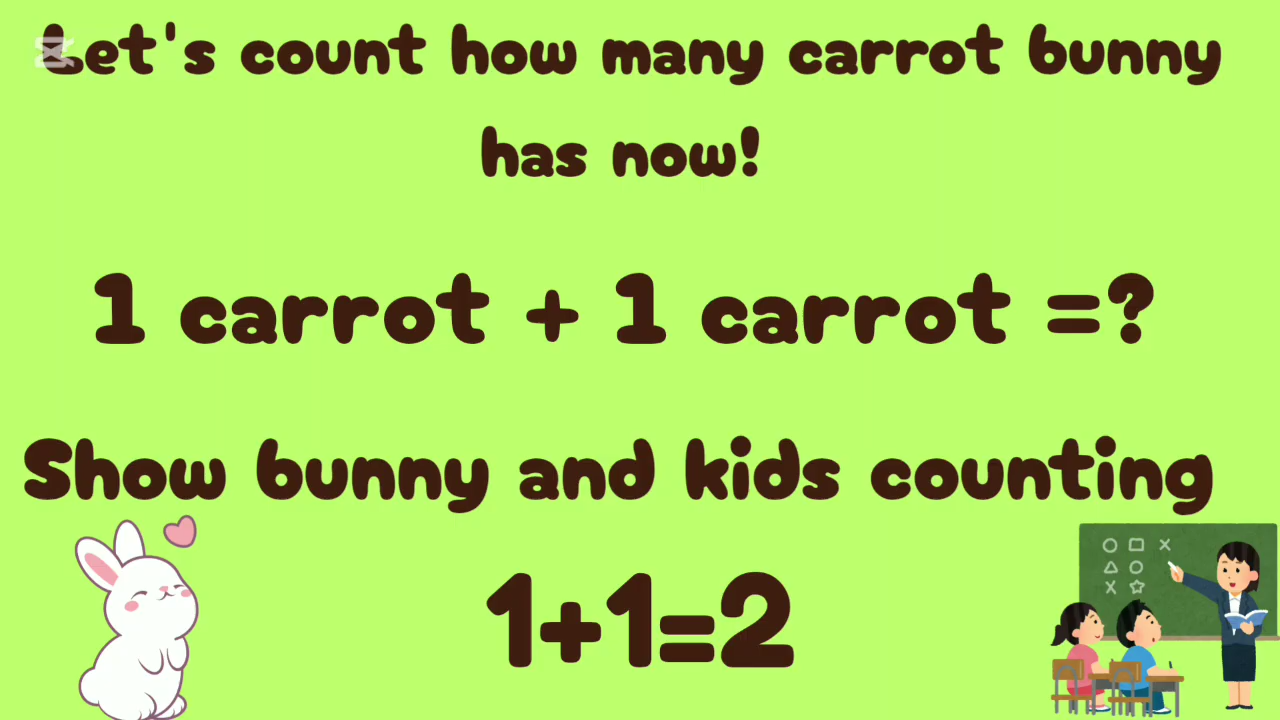 Let's count how many carrot bunny
has now!
1 carrot + 1 carrot =?
Show bunny and kids counting
1+1=2